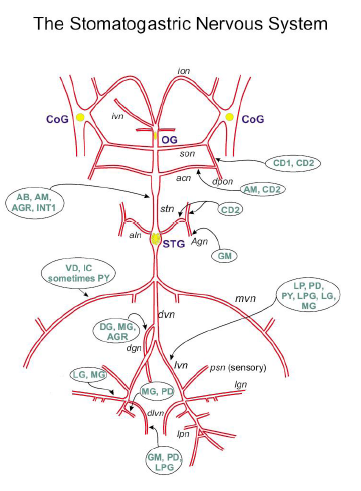 The Stomatogastric Nervous System
ion
ivn
CoG
CoG
OG
son
CD1, CD2
acn
dpon
AM, CD2
AB, AM,
AGR, INT1
stn
CD2
aln
STG
Agn
GM
VD, IC
sometimes PY
LP, PD,
PY, LPG, LG,
MG
mvn
dvn
DG, MG,
AGR
dgn
lvn
psn (sensory)
LG, MG
MG, PD
lgn
dlvn
lpn
GM, PD,
LPG